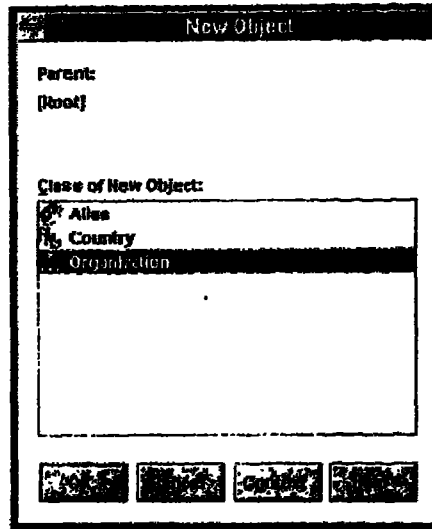 New Object
Parent:
[Root]
Class of New Object:
Alias
Country
Organization